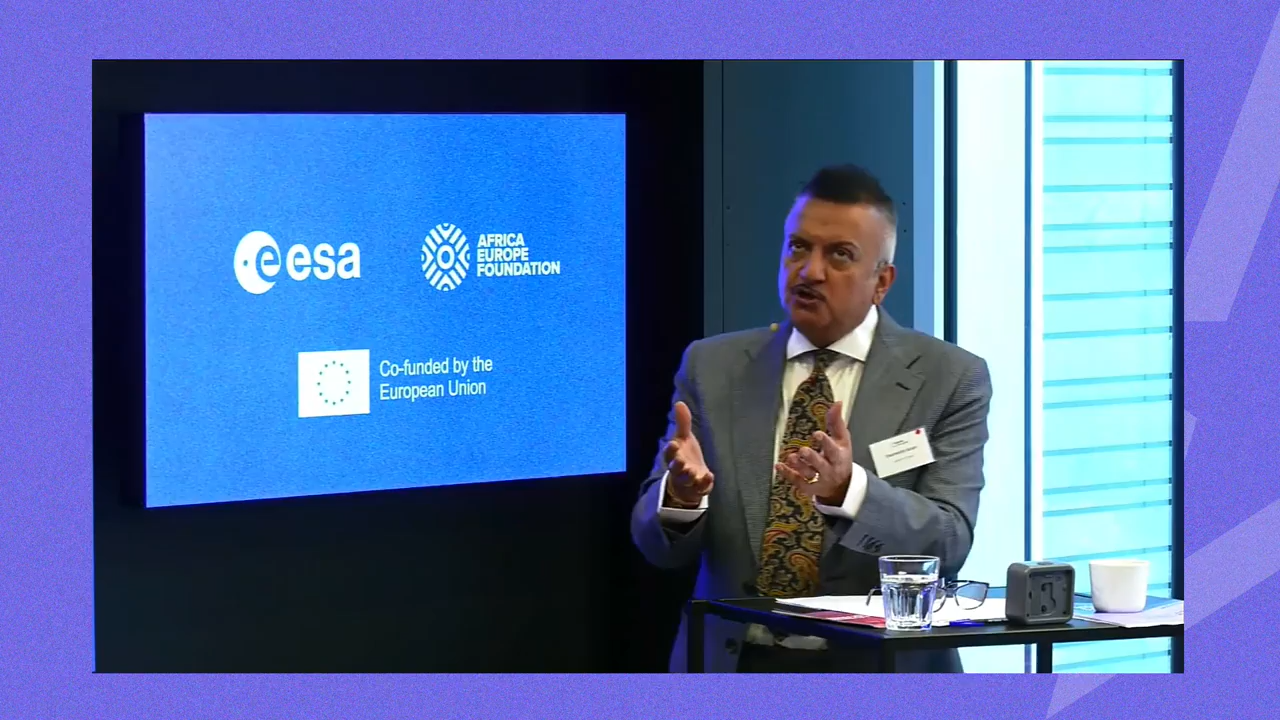 esa
AFRICA
EUROPE
FOUNDATION
Co-funded by the
European Union